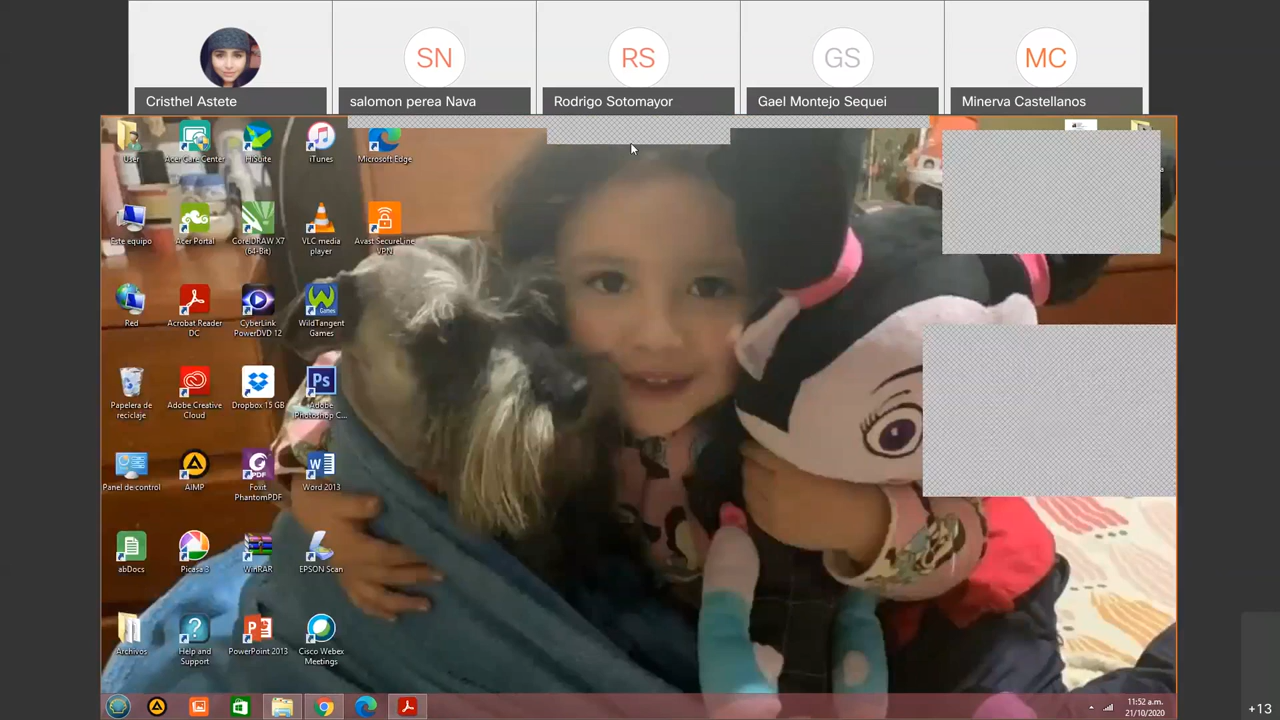 SN
RS
GS
MC
Cristhel Astete
salomon perea Nava
Rodrigo Sotomayor
Gael Montejo Sequei
Minerva Castellanos
User
Acer Care Center
HiSuite
iTunes
Microsoft Edge
Este equipo
Acer Portal
CorelDRAW X7
(64-Bit)
VLC media
player
Avast SecureLine
VPN
Red
Acrobat Reader
DC
CyberLink
PowerDVD 12
WildTangent
Games
Papelera de
reciclaje
Adobe Creative
Cloud
Dropbox 15 GB
Ps
Adobe
Photoshop C...
Panel de control
AIMP
PDF
Foxit
PhantomPDF
Word 2013
abDocs
Picasa 3
WinRAR
EPSON Scan
Archivos
Help and
Support
PowerPoint 2013
Cisco Webex
Meetings
11:52 a.m.
21/10/2020
+13